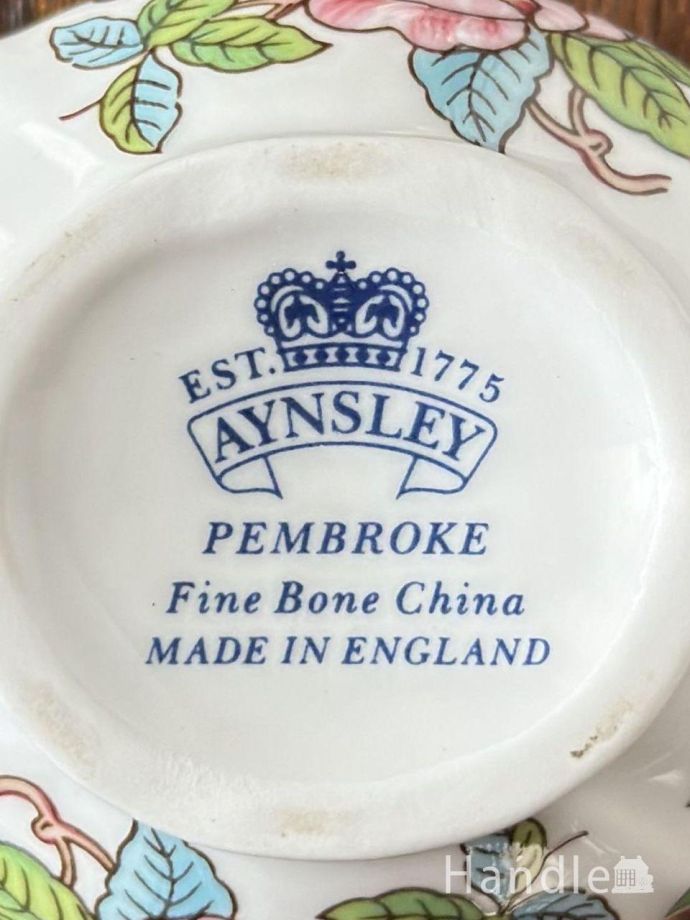 EST. 1775
AYNSLEY
PEMBROKE
Fine Bone China
MADE IN ENGLAND
Handle